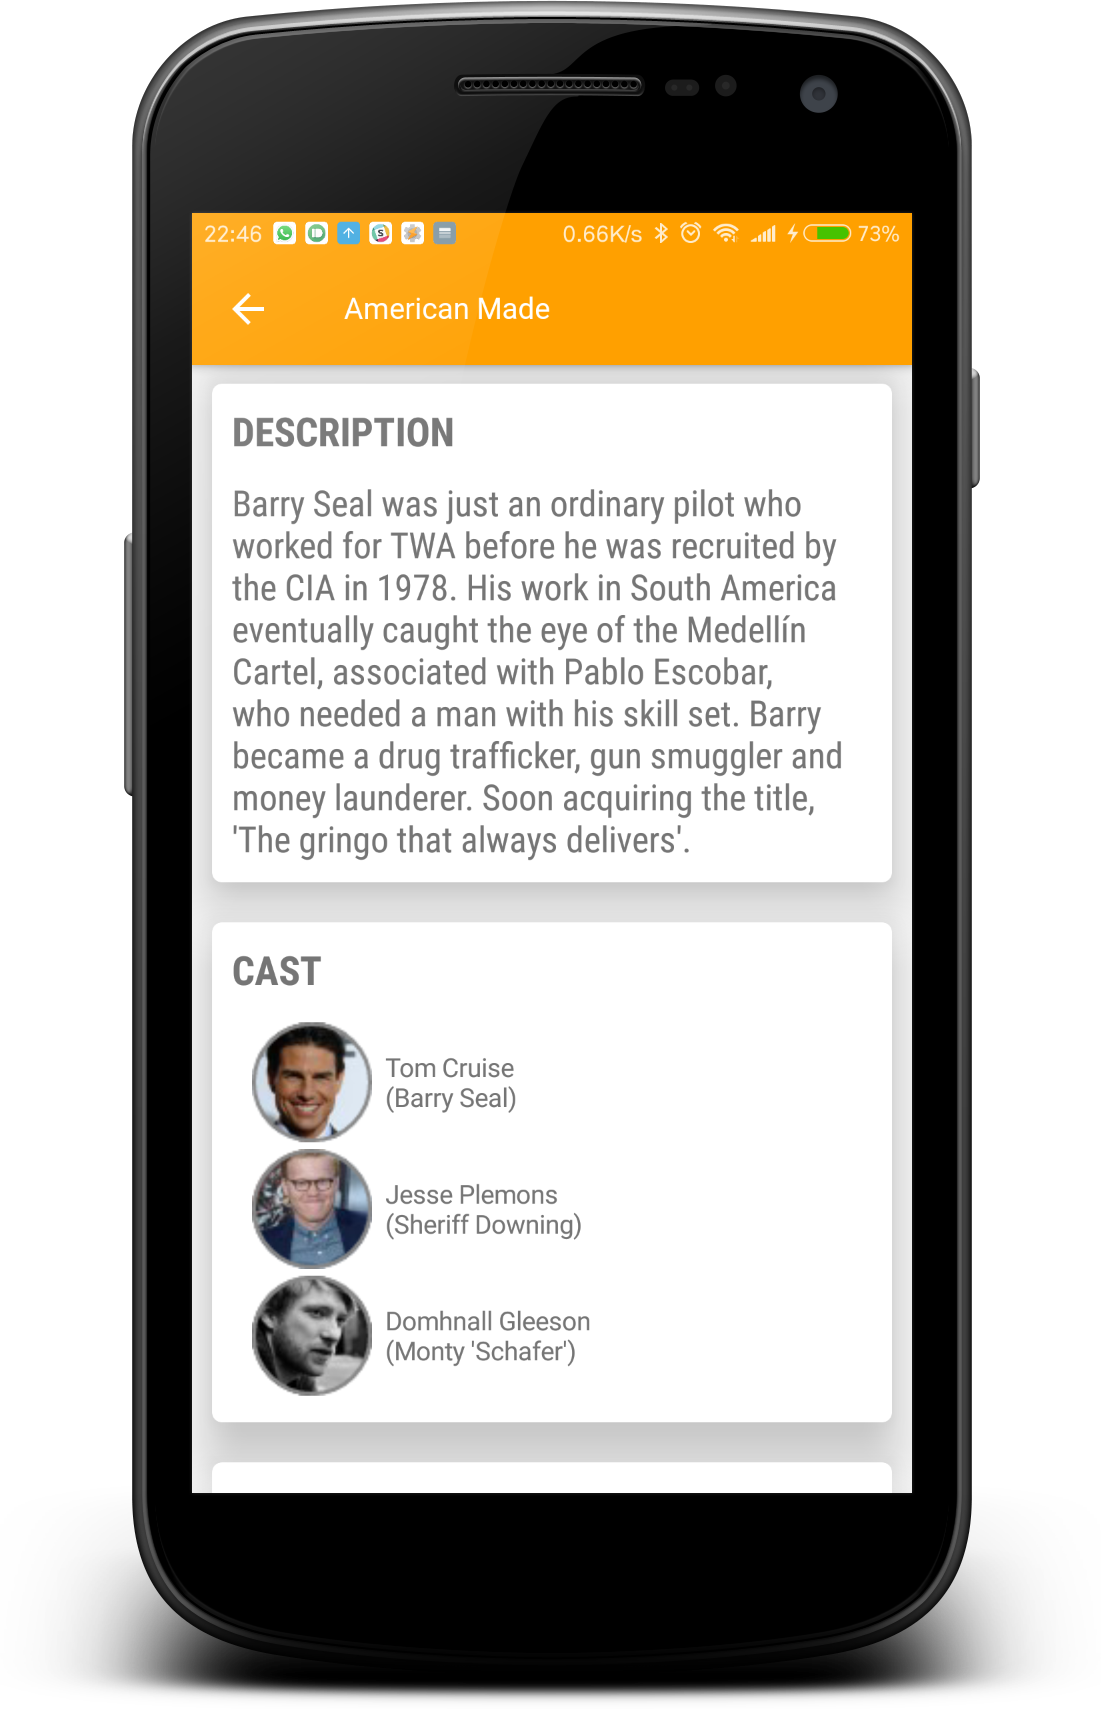 22:46 0.66K/s 73%
American Made
DESCRIPTION
Barry Seal was just an ordinary pilot who
worked for TWA before he was recruited by
the CIA in 1978. His work in South America
eventually caught the eye of the Medellín
Cartel, associated with Pablo Escobar,
who needed a man with his skill set. Barry
became a drug trafficker, gun smuggler and
money launderer. Soon acquiring the title,
'The gringo that always delivers'.
CAST
Tom Cruise
(Barry Seal)
Jesse Plemons
(Sheriff Downing)
Domhnall Gleeson
(Monty 'Schafer')